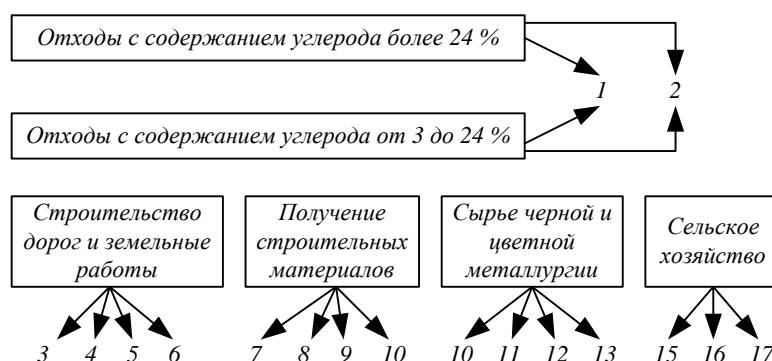 Отходы с содержанием углерода более 24 %
1 2
Отходы с содержанием углерода от 3 до 24 %
Строительство
дорог и земельные
работы
Получение
строительных
материалов
Сырье черной и
цветной
металлургии
Сельское
хозяйство
3 4 5 6 7 8 9 10 10 11 12 13 15 16 17